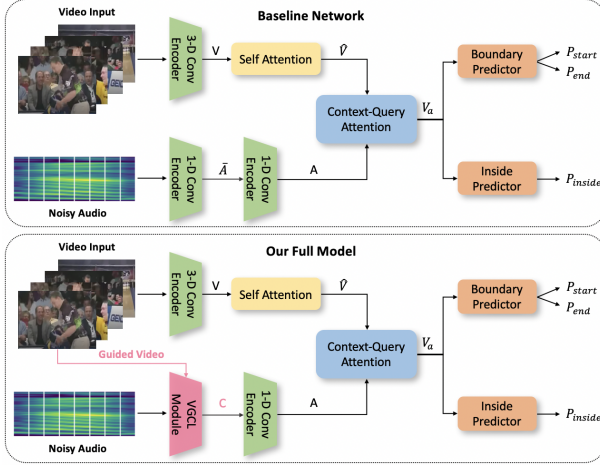 Baseline Network
Video Input
3-D Conv
Encoder
V
Self Attention
V̂
Context-Query
Attention
Vₐ
Boundary
Predictor
P_start
P_end
1-D Conv
Encoder
Ā
1-D Conv
Encoder
A
Inside
Predictor
P_inside
Noisy Audio
Our Full Model
Video Input
3-D Conv
Encoder
V
Self Attention
V̂
Context-Query
Attention
Vₐ
Boundary
Predictor
P_start
P_end
Guided Video
VGCL
Module
C
1-D Conv
Encoder
A
Inside
Predictor
P_inside
Noisy Audio